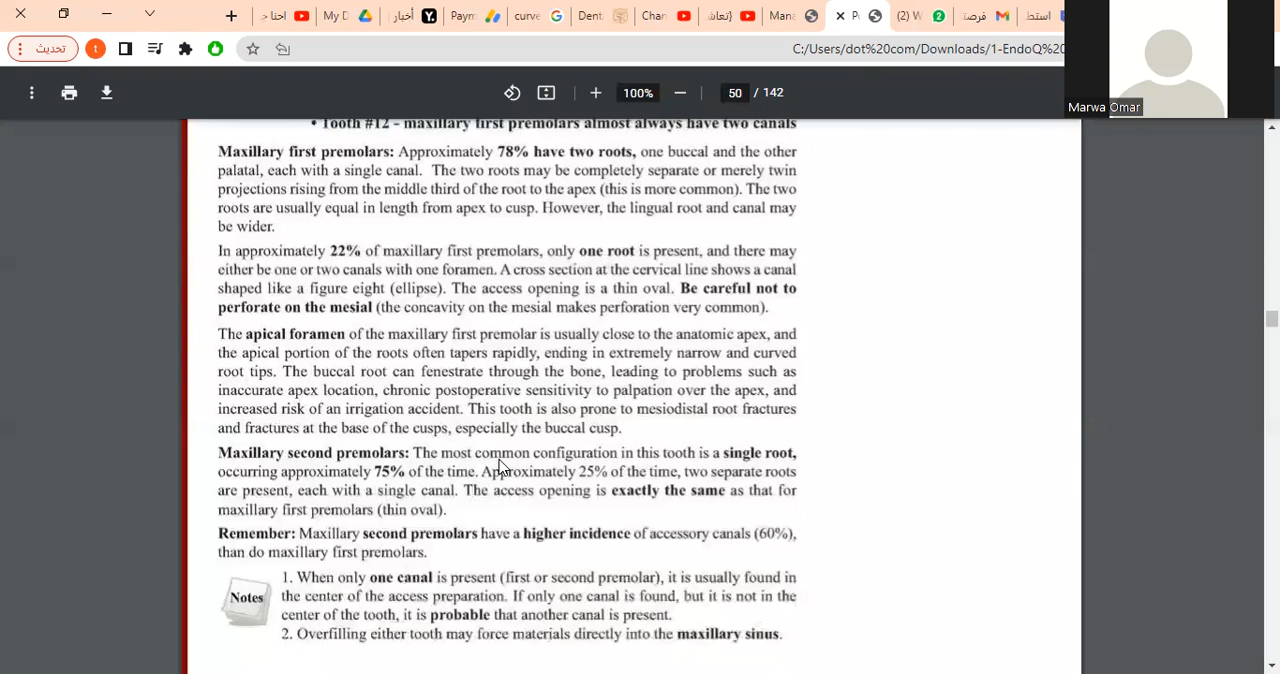 احنا ج
My D
أخبار
Paym
curve
Dent
Chan
(نعاش
Mana
Po
(2) W
فرصة
استط
تحديث
t
C:/Users/dot%20com/Downloads/1-EndoQ%20
Marwa Omar
100%
50 / 142
• Tooth #12 – maxillary first premolars almost always have two canals
Maxillary first premolars: Approximately 78% have two roots, one buccal and the other
palatal, each with a single canal. The two roots may be completely separate or merely twin
projections rising from the middle third of the root to the apex (this is more common). The two
roots are usually equal in length from apex to cusp. However, the lingual root and canal may
be wider.
In approximately 22% of maxillary first premolars, only one root is present, and there may
either be one or two canals with one foramen. A cross section at the cervical line shows a canal
shaped like a figure eight (ellipse). The access opening is a thin oval. Be careful not to
perforate on the mesial (the concavity on the mesial makes perforation very common).
The apical foramen of the maxillary first premolar is usually close to the anatomic apex, and
the apical portion of the roots often tapers rapidly, ending in extremely narrow and curved
root tips. The buccal root can fenestrate through the bone, leading to problems such as
inaccurate apex location, chronic postoperative sensitivity to palpation over the apex, and
increased risk of an irrigation accident. This tooth is also prone to mesiodistal root fractures
and fractures at the base of the cusps, especially the buccal cusp.
Maxillary second premolars: The most common configuration in this tooth is a single root,
occurring approximately 75% of the time. Approximately 25% of the time, two separate roots
are present, each with a single canal. The access opening is exactly the same as that for
maxillary first premolars (thin oval).
Remember: Maxillary second premolars have a higher incidence of accessory canals (60%),
than do maxillary first premolars.
Notes
1. When only one canal is present (first or second premolar), it is usually found in
the center of the access preparation. If only one canal is found, but it is not in the
center of the tooth, it is probable that another canal is present.
2. Overfilling either tooth may force materials directly into the maxillary sinus.